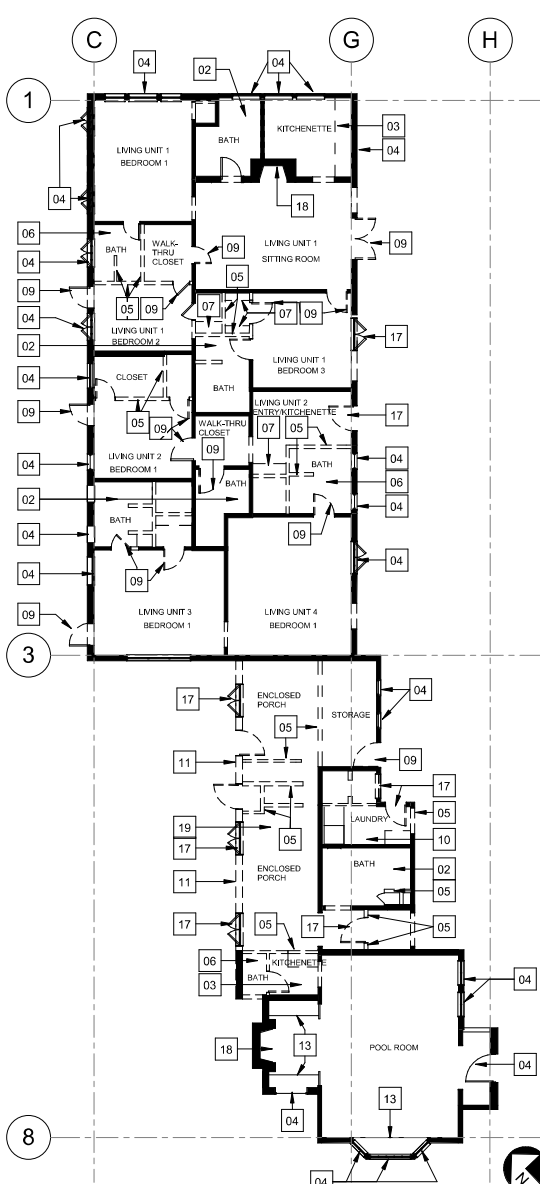 C
G
H
04
02
04
1
BATH
KITCHENETTE
03
04
LIVING UNIT 1
BEDROOM 1
04
18
06
BATH
WALK-
THRU
CLOSET
09
LIVING UNIT 1
SITTING ROOM
09
04
05
09
05
09
07
07
09
04
LIVING UNIT 1
BEDROOM 2
17
02
LIVING UNIT 1
BEDROOM 3
04
CLOSET
BATH
LIVING UNIT 2
ENTRY/KITCHENETTE
09
05
09
WALK-THRU
CLOSET
07
05
17
04
LIVING UNIT 2
BEDROOM 1
09
BATH
04
02
BATH
06
04
BATH
04
09
04
09
04
09
LIVING UNIT 3
BEDROOM 1
LIVING UNIT 4
BEDROOM 1
3
17
ENCLOSED
PORCH
04
STORAGE
05
11
09
17
19
05
LAUNDRY
05
17
10
ENCLOSED
PORCH
BATH
02
11
05
17
05
17
05
06
KITCHENETTE
BATH
03
04
18
13
POOL ROOM
04
04
13
8
04
N